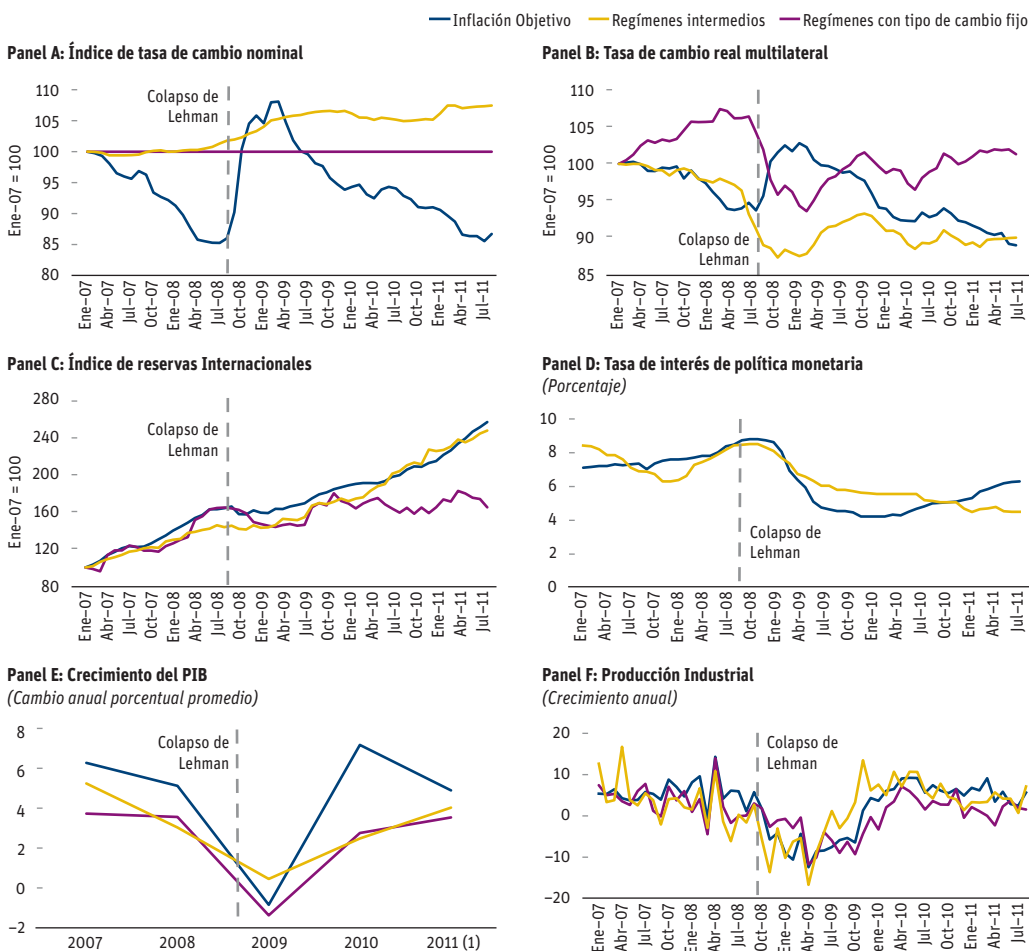 Inflación Objetivo Regímenes intermedios Regímenes con tipo de cambio fijo
Panel A: Índice de tasa de cambio nominal
110
105
100
95
90
85
80
Ene–07 = 100
Colapso de
Lehman
Ene–07
Abr–07
Jul–07
Oct–07
Ene–08
Abr–08
Jul–08
Oct–08
Ene–09
Abr–09
Jul–09
Oct–09
Ene–10
Abr–10
Jul–10
Oct–10
Ene–11
Abr–11
Jul–11
Panel B: Tasa de cambio real multilateral
110
105
100
95
90
85
Ene–07 = 100
Colapso de
Lehman
Ene–07
Abr–07
Jul–07
Oct–07
Ene–08
Abr–08
Jul–08
Oct–08
Ene–09
Abr–09
Jul–09
Oct–09
Ene–10
Abr–10
Jul–10
Oct–10
Ene–11
Abr–11
Jul–11
Panel C: Índice de reservas Internacionales
280
240
200
160
120
80
Ene–07 = 100
Colapso de
Lehman
Ene–07
Abr–07
Jul–07
Oct–07
Ene–08
Abr–08
Jul–08
Oct–08
Ene–09
Abr–09
Jul–09
Oct–09
Ene–10
Abr–10
Jul–10
Oct–10
Ene–11
Abr–11
Jul–11
Panel D: Tasa de interés de política monetaria
(Porcentaje)
10
8
6
4
2
0
Colapso de
Lehman
Ene–07
Abr–07
Jul–07
Oct–07
Ene–08
Abr–08
Jul–08
Oct–08
Ene–09
Abr–09
Jul–09
Oct–09
Ene–10
Abr–10
Jul–10
Oct–10
Ene–11
Abr–11
Jul–11
Panel E: Crecimiento del PIB
(Cambio anual porcentual promedio)
8
6
4
2
0
–2
Colapso de
Lehman
2007
2008
2009
2010
2011 (1)
Panel F: Producción Industrial
(Crecimiento anual)
20
10
0
–10
–20
Colapso de
Lehman
Ene–07
Abr–07
Jul–07
Oct–07
Ene–08
Abr–08
Jul–08
Oct–08
Ene–09
Abr–09
Jul–09
Oct–09
ene–10
Abr–10
Jul–10
Oct–10
Ene–11
Abr–11
Jul–11